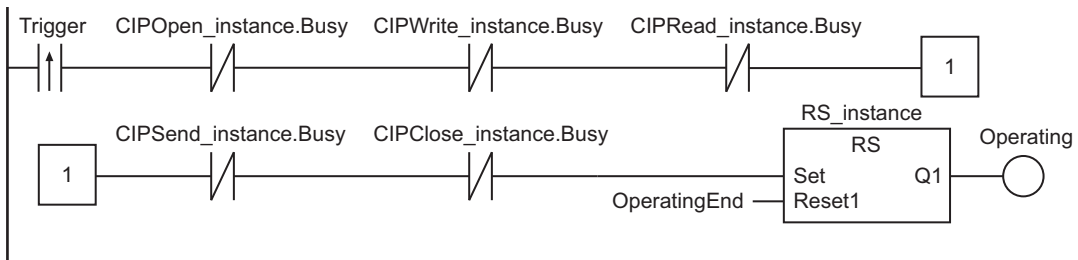 Trigger CIPOpen_instance.Busy CIPWrite_instance.Busy CIPRead_instance.Busy
1
RS_instance
CIPSend_instance.Busy CIPClose_instance.Busy RS Operating
1 Set Q1
OperatingEnd Reset1